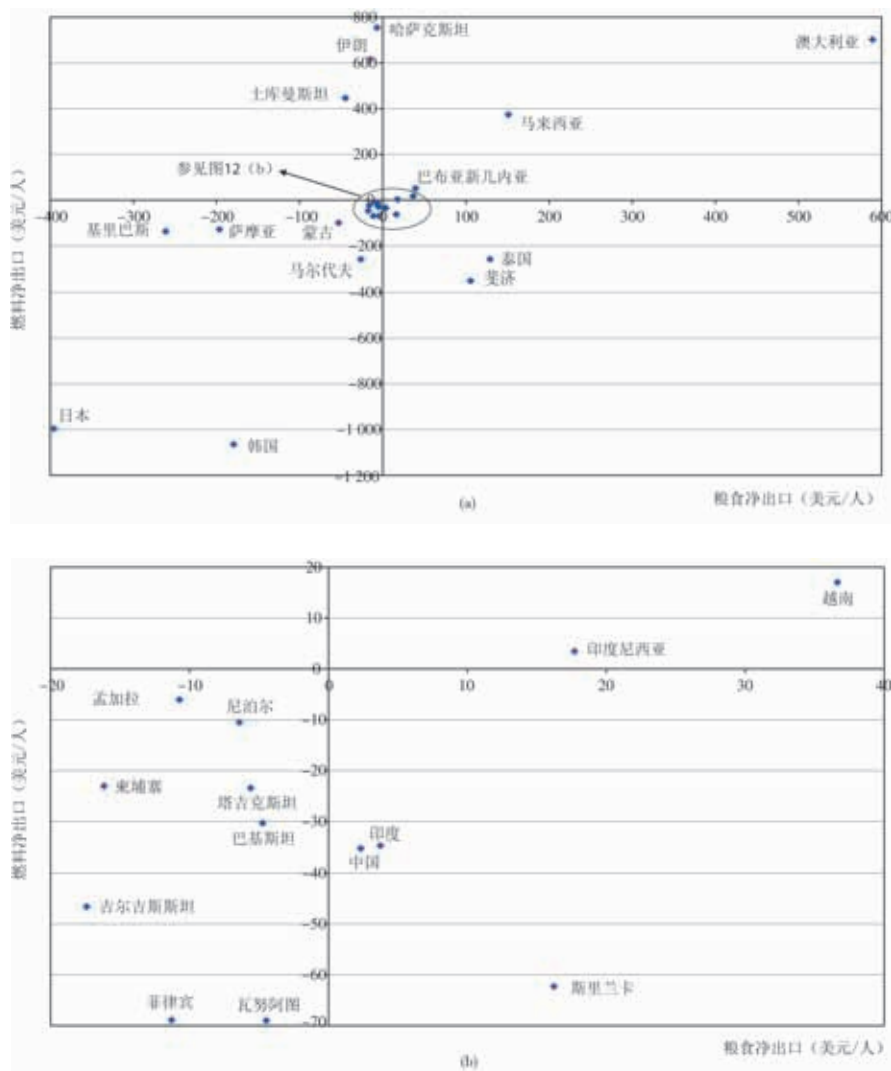 800
哈萨克斯坦
伊朗
澳大利亚
600
土库曼斯坦
400
马来西亚
200
参见图12（b）
巴布亚新几内亚
0
-400 -300 -200 -100 0 100 200 300 400 500 600
基里巴斯 萨摩亚 蒙古
-200
马尔代夫
泰国
斐济
-400
-600
-800
日本
-1 000
韩国
-1 200
燃料净出口（美元/人）
粮食净出口（美元/人）
(a)
20
越南
10
印度尼西亚
0
-20 -10 0 10 20 30 40
孟加拉
尼泊尔
-10
-20
柬埔寨
塔吉克斯坦
-30
巴基斯坦
印度
中国
-40
吉尔吉斯斯坦
-50
-60
斯里兰卡
菲律宾 瓦努阿图
-70
燃料净出口（美元/人）
粮食净出口（美元/人）
(b)